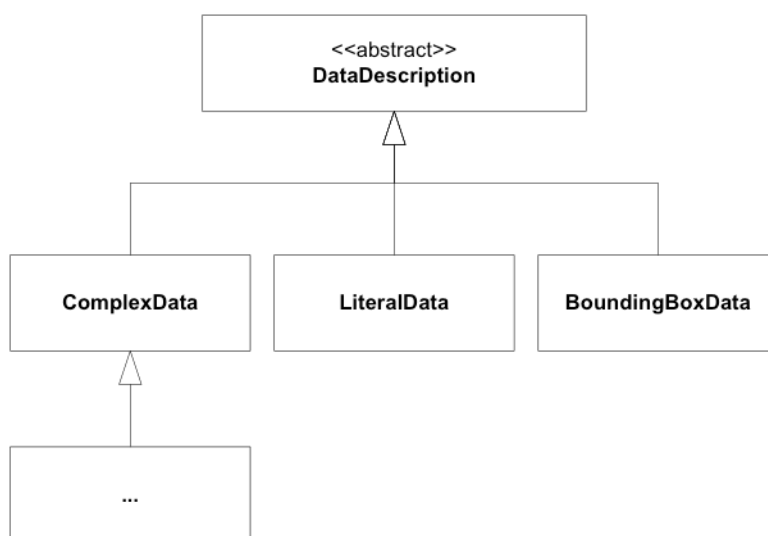 <<abstract>>
DataDescription
ComplexData
LiteralData
BoundingBoxData
...